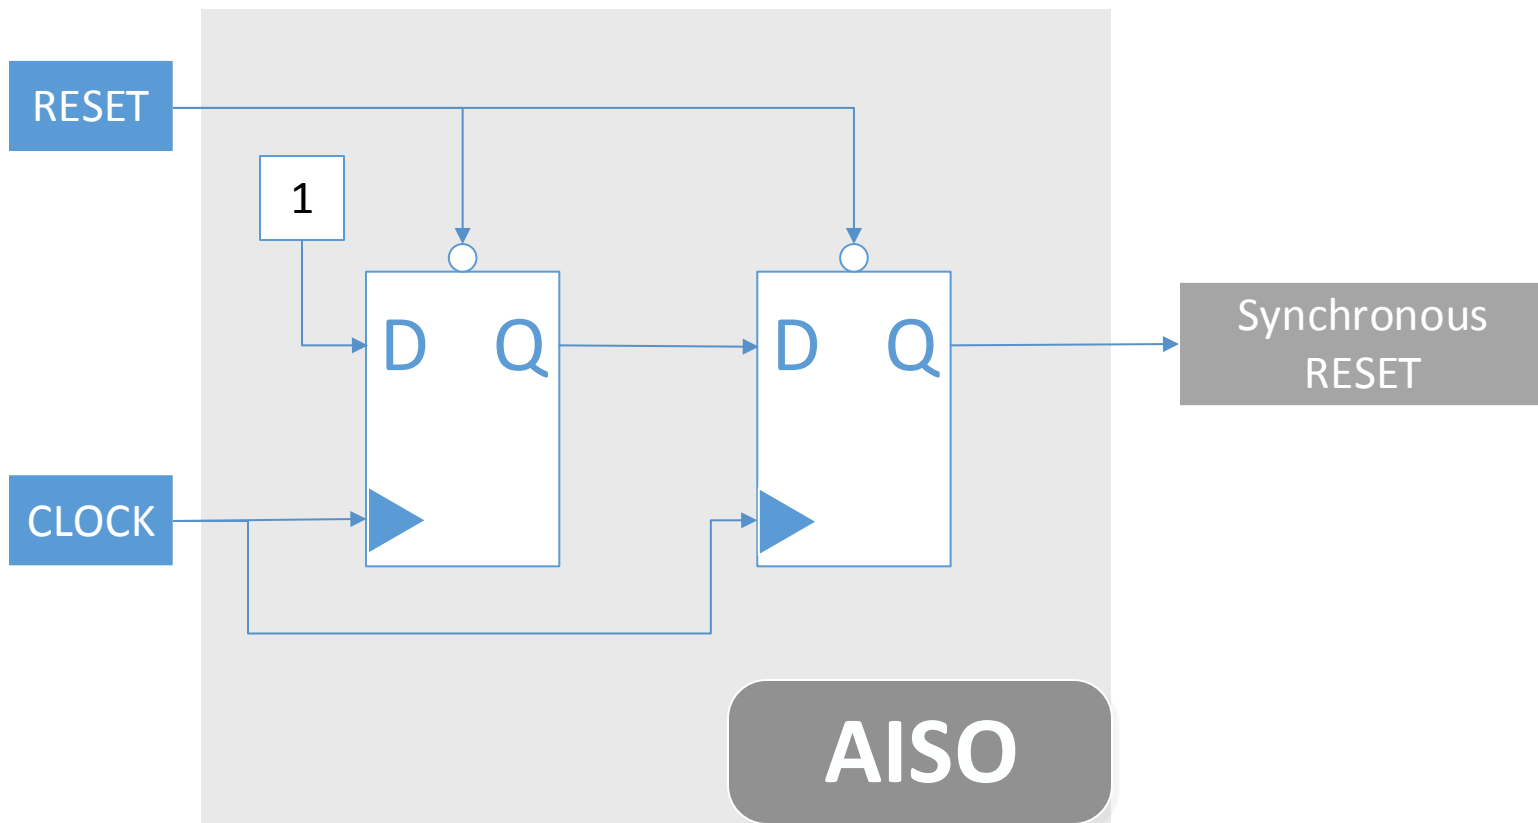 RESET
1
D Q
D Q
Synchronous
RESET
CLOCK
AISO